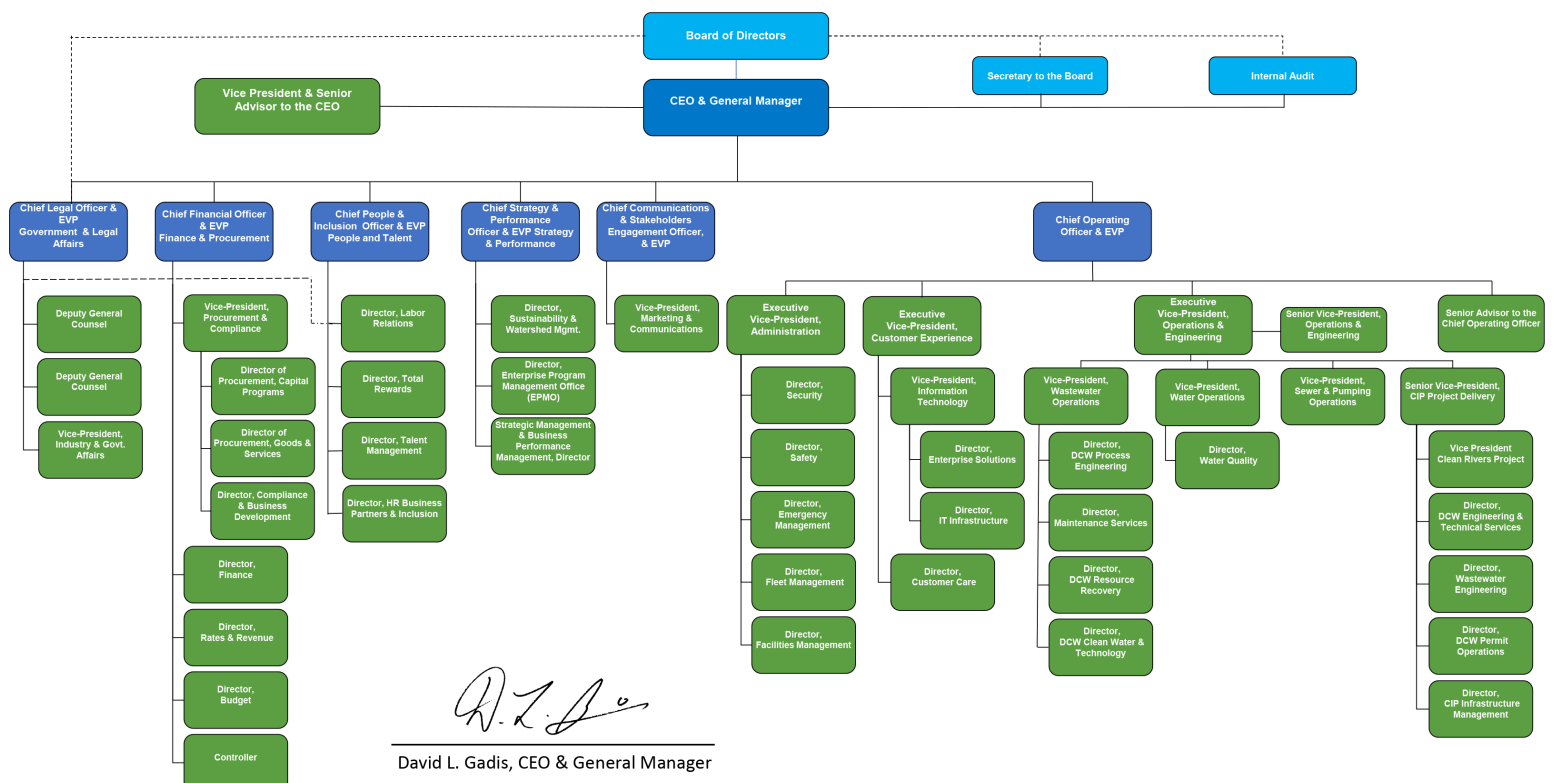 Board of Directors
Secretary to the Board
Internal Audit
Vice President & Senior
Advisor to the CEO
CEO & General Manager
Chief Legal Officer &
EVP
Government & Legal
Affairs
Chief Financial Officer
& EVP
Finance & Procurement
Chief People &
Inclusion Officer & EVP
People and Talent
Chief Strategy &
Performance
Officer & EVP Strategy
& Performance
Chief Communications
& Stakeholders
Engagement Officer,
& EVP
Chief Operating
Officer & EVP
Deputy General
Counsel
Deputy General
Counsel
Vice-President,
Industry & Govt.
Affairs
Vice-President,
Procurement &
Compliance
Director of
Procurement, Capital
Programs
Director of
Procurement, Goods &
Services
Director, Compliance
& Business
Development
Director,
Finance
Director,
Rates & Revenue
Director,
Budget
Controller
Director, Labor
Relations
Director, Total
Rewards
Director, Talent
Management
Director, HR Business
Partners & Inclusion
Director,
Sustainability &
Watershed Mgmt.
Director,
Enterprise Program
Management Office
(EPMO)
Strategic Management
& Business
Performance
Management, Director
Vice-President,
Marketing &
Communications
Executive
Vice-President,
Administration
Director,
Security
Director,
Safety
Director,
Emergency
Management
Director,
Fleet Management
Director,
Facilities Management
Executive
Vice-President,
Customer Experience
Vice-President,
Information
Technology
Director,
Enterprise Solutions
Director,
IT Infrastructure
Director,
Customer Care
Executive
Vice-President,
Operations &
Engineering
Senior Vice-President,
Operations &
Engineering
Senior Advisor to the
Chief Operating Officer
Vice-President,
Wastewater
Operations
Director,
DCW Process
Engineering
Director,
Maintenance Services
Director,
DCW Resource
Recovery
Director,
DCW Clean Water &
Technology
Vice-President,
Water Operations
Director,
Water Quality
Vice-President,
Sewer & Pumping
Operations
Senior Vice-President,
CIP Project Delivery
Vice President
Clean Rivers Project
Director,
DCW Engineering &
Technical Services
Director,
Wastewater
Engineering
Director,
DCW Permit
Operations
Director,
CIP Infrastructure
Management
David L. Gadis, CEO & General Manager